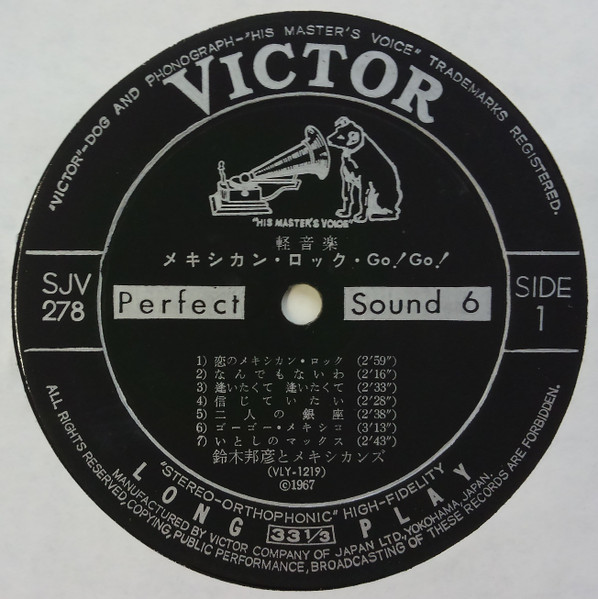 "VICTOR"—DOG AND PHONOGRAPH—"HIS MASTER'S VOICE" TRADEMARKS REGISTERED.
VICTOR
"HIS MASTER'S VOICE"
軽音楽
メキシカン・ロック・Go!Go!
SJV
278
Perfect Sound 6
SIDE
1
1) 恋のメキシカン・ロック (2'59")
2) なんでもないわ (2'16")
3) 逢いたくて 逢いたくて (2'33")
4) 信じていたい (2'28")
5) 二人の銀座 (2'38")
6) ゴーゴー・メキシコ (3'13")
7) いとしのマックス (2'43")
鈴木邦彦とメキシカンズ
(VLY-1219)
©1967
"STEREO-ORTHOPHONIC" HIGH-FIDELITY
LONG 33 1/3 PLAY
MANUFACTURED BY VICTOR COMPANY OF JAPAN LTD., YOKOHAMA, JAPAN.
ALL RIGHTS RESERVED, COPYING, PUBLIC PERFORMANCE, BROADCASTING OF THESE RECORDS ARE FORBIDDEN.